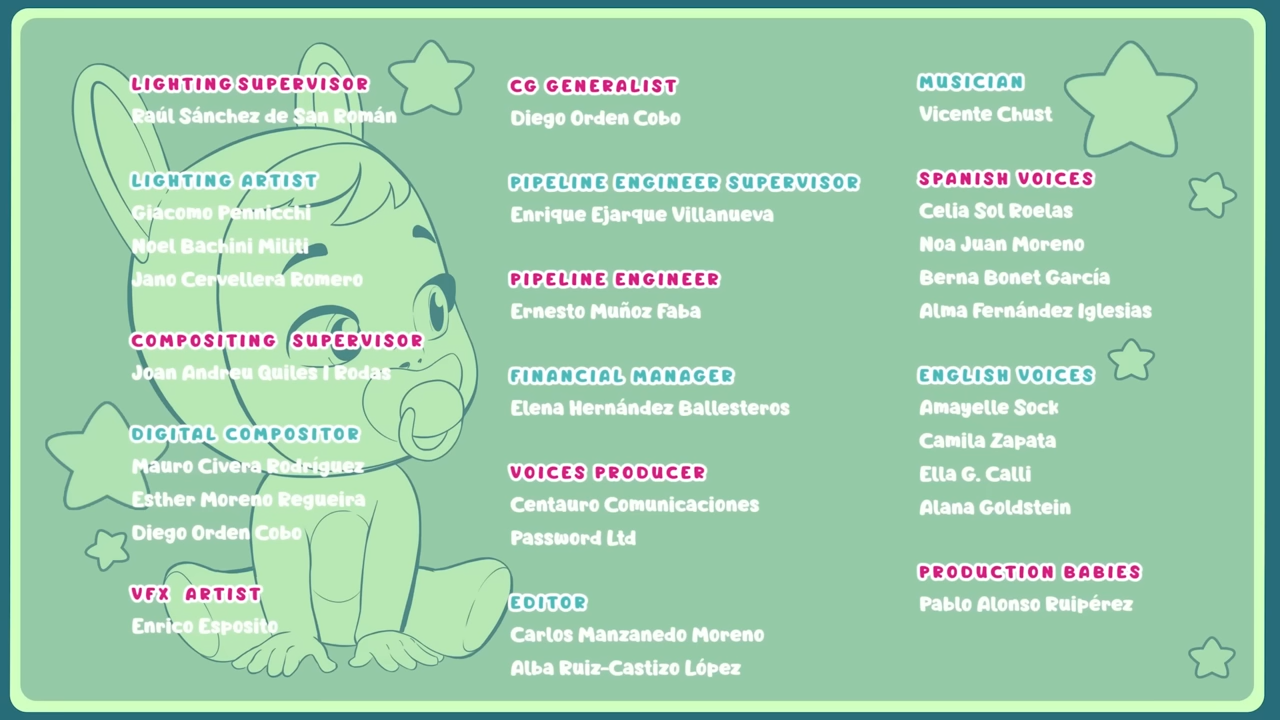 LIGHTING SUPERVISOR
Raúl Sánchez de San Román
LIGHTING ARTIST
Giacomo Pennicchi
Noel Bachini Militi
Jano Cervellera Romero
COMPOSITING SUPERVISOR
Joan Andreu Quiles I Rodas
DIGITAL COMPOSITOR
Mauro Civera Rodríguez
Esther Moreno Regueira
Diego Orden Cobo
VFX ARTIST
Enrico Esposito
CG GENERALIST
Diego Orden Cobo
PIPELINE ENGINEER SUPERVISOR
Enrique Ejarque Villanueva
PIPELINE ENGINEER
Ernesto Muñoz Faba
FINANCIAL MANAGER
Elena Hernández Ballesteros
VOICES PRODUCER
Centauro Comunicaciones
Password Ltd
EDITOR
Carlos Manzanedo Moreno
Alba Ruiz-Castizo López
MUSICIAN
Vicente Chust
SPANISH VOICES
Celia Sol Roelas
Noa Juan Moreno
Berna Bonet García
Alma Fernández Iglesias
ENGLISH VOICES
Amayelle Sock
Camila Zapata
Ella G. Calli
Alana Goldstein
PRODUCTION BABIES
Pablo Alonso Ruipérez